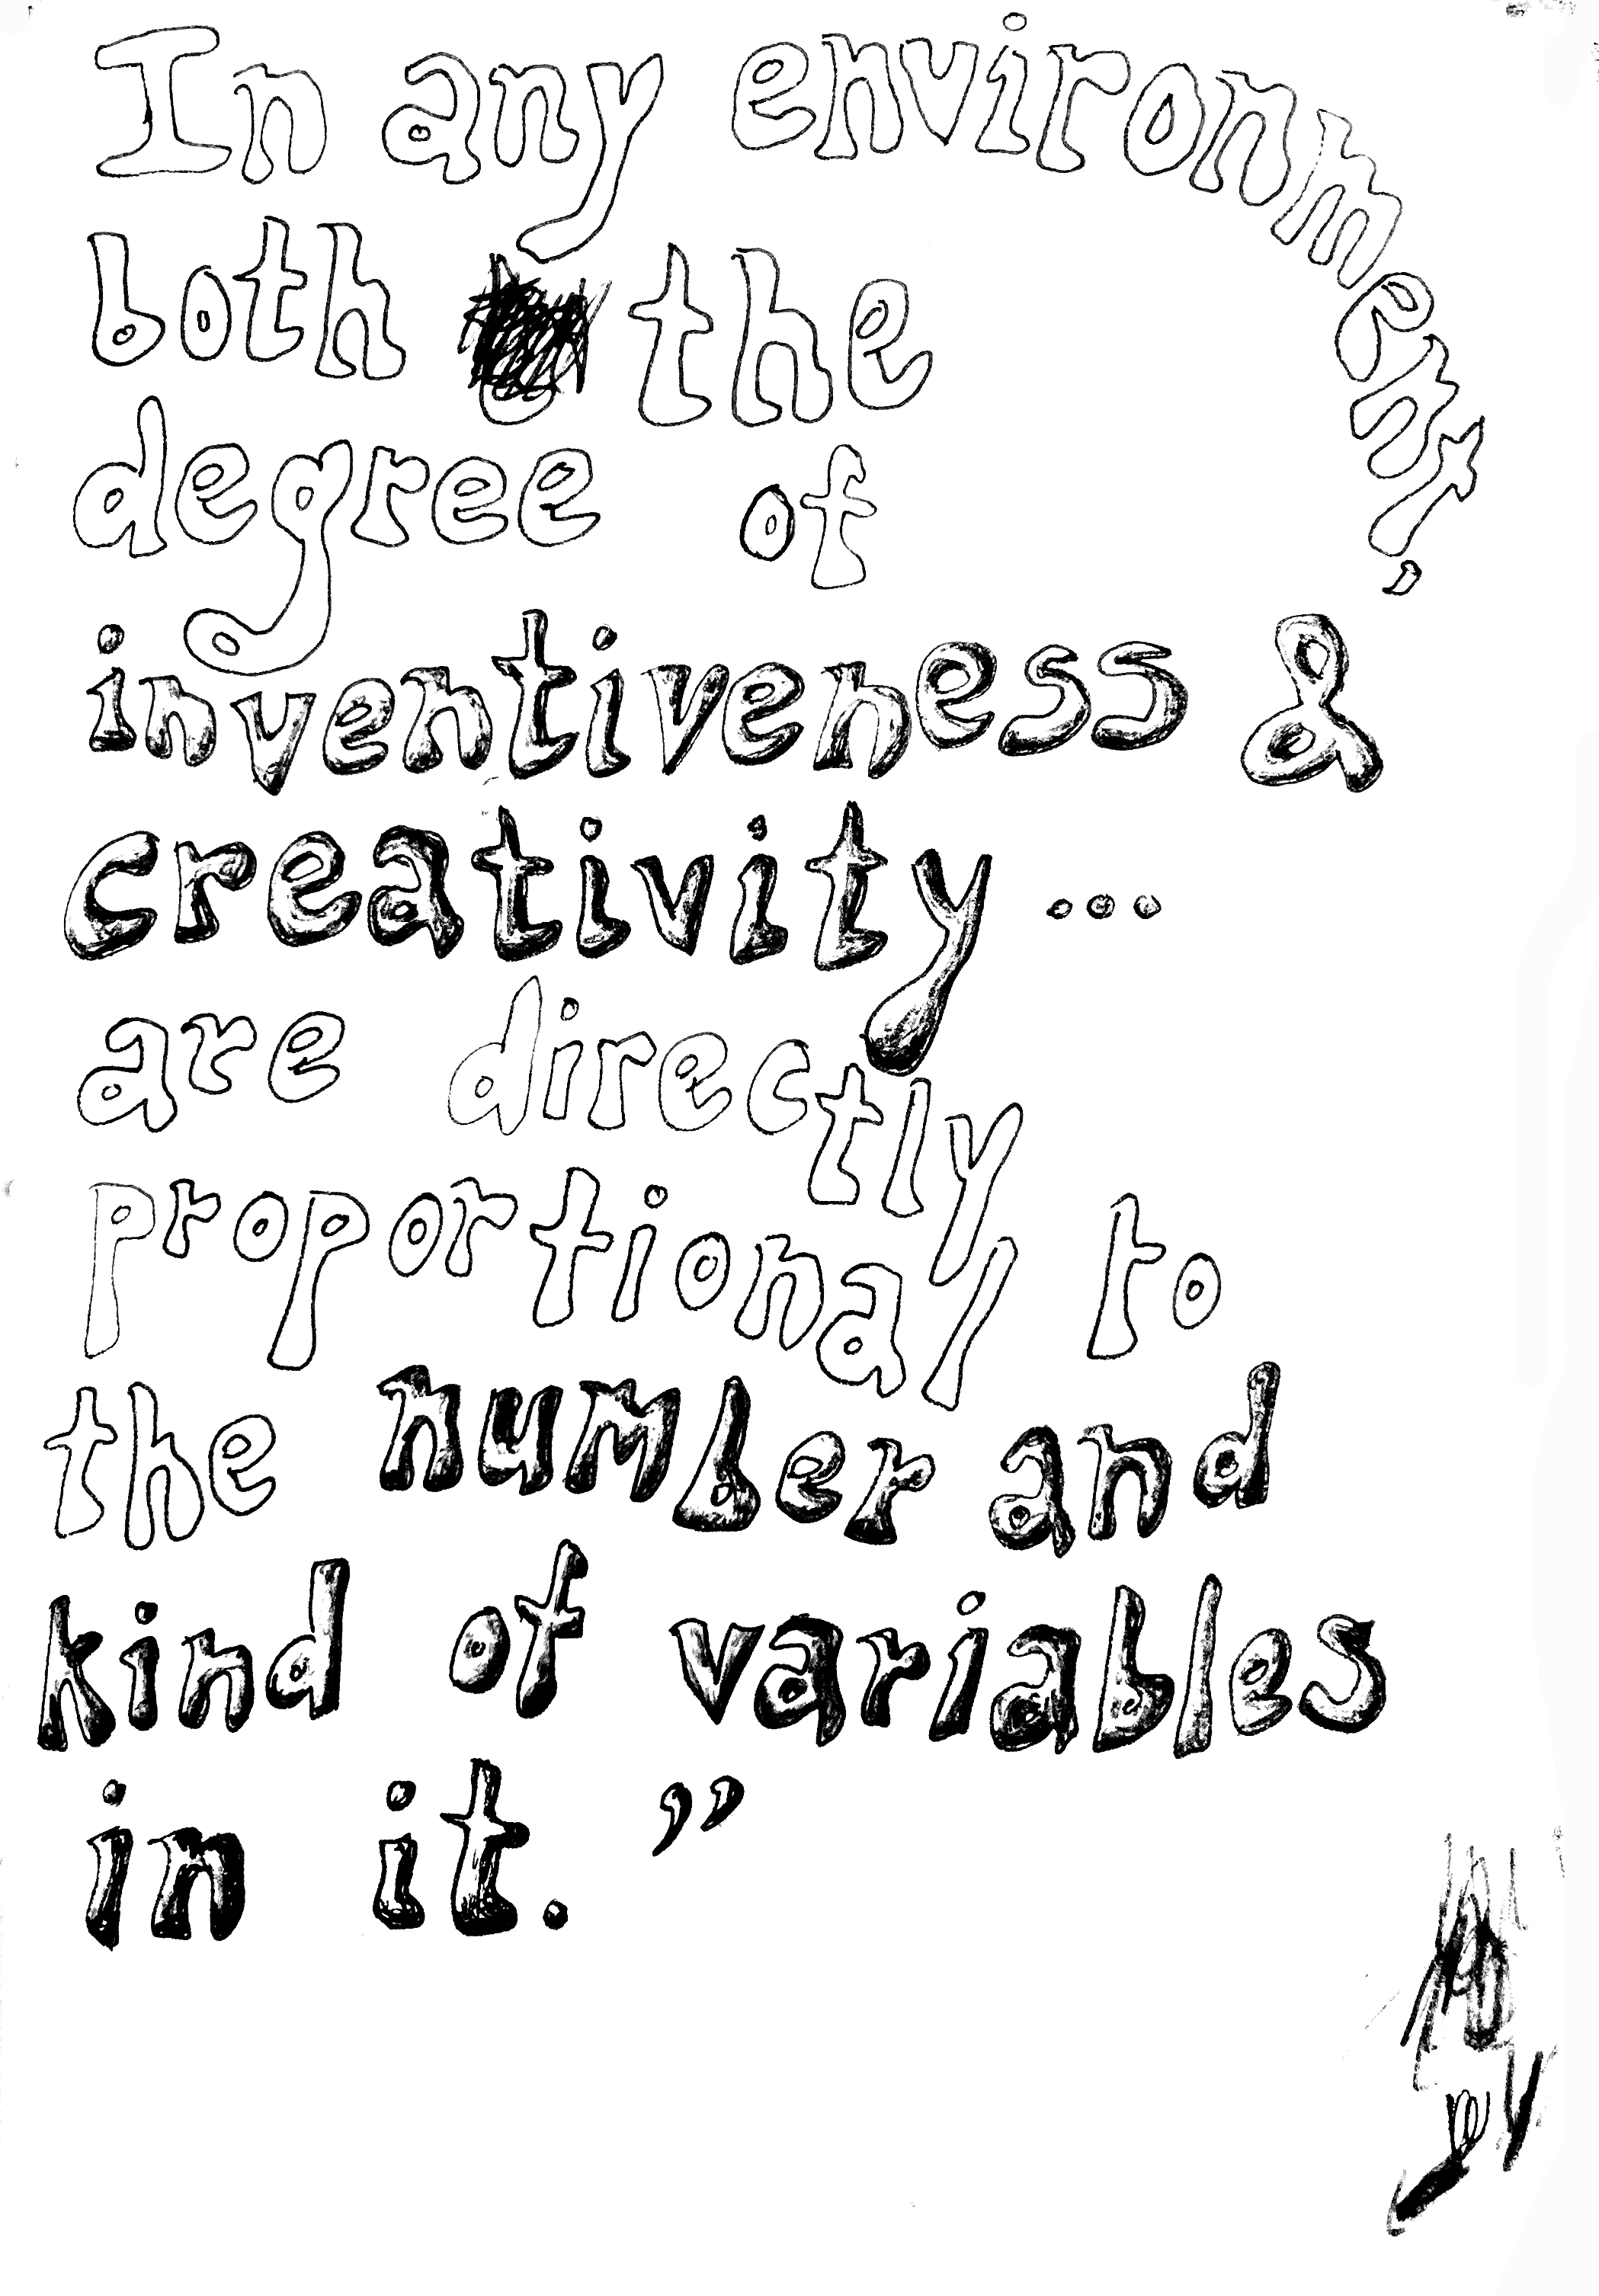 In any environment,
both the
degree of
inventiveness &
creativity...
are directly
proportional to
the number and
kind of variables
in it.”